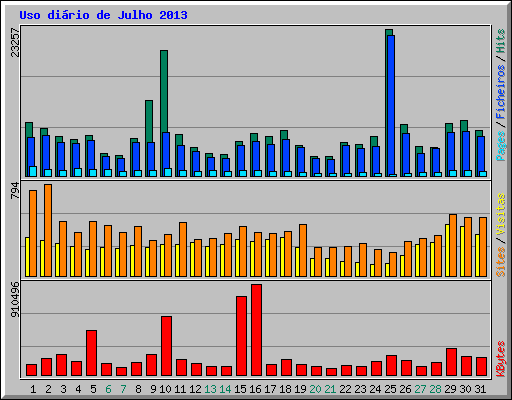 Uso diário de Julho 2013
23257
Pages / Ficheiros / Hits
794
Sites / visitas
910496
KBytes
1 2 3 4 5 6 7 8 9 10 11 12 13 14 15 16 17 18 19 20 21 22 23 24 25 26 27 28 29 30 31